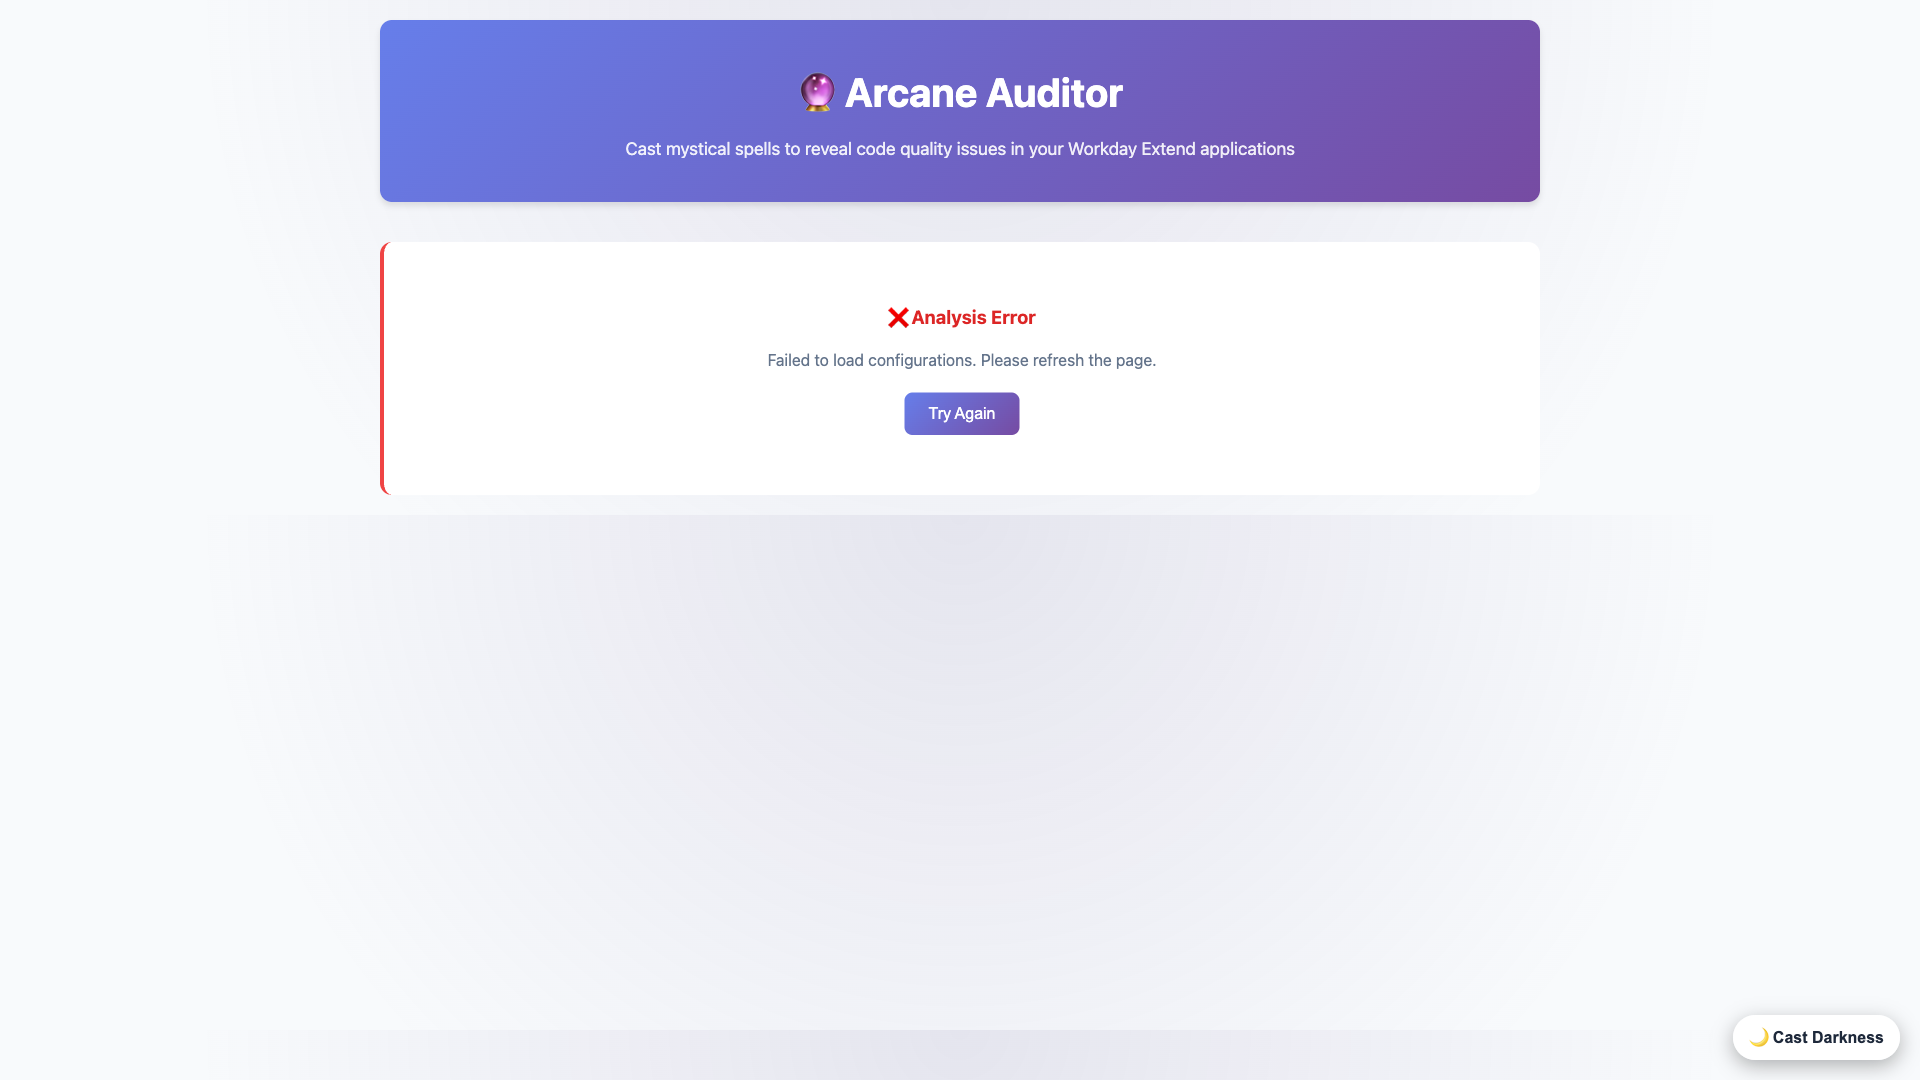 🔮 Arcane Auditor
Cast mystical spells to reveal code quality issues in your Workday Extend applications
❌ Analysis Error
Failed to load configurations. Please refresh the page.
Try Again
🌙 Cast Darkness